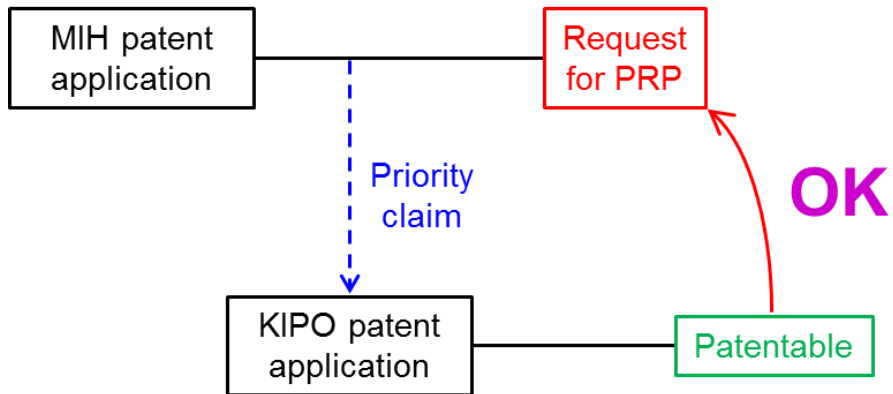 MIH patent
application
Request
for PRP
Priority
claim
OK
KIPO patent
application
Patentable